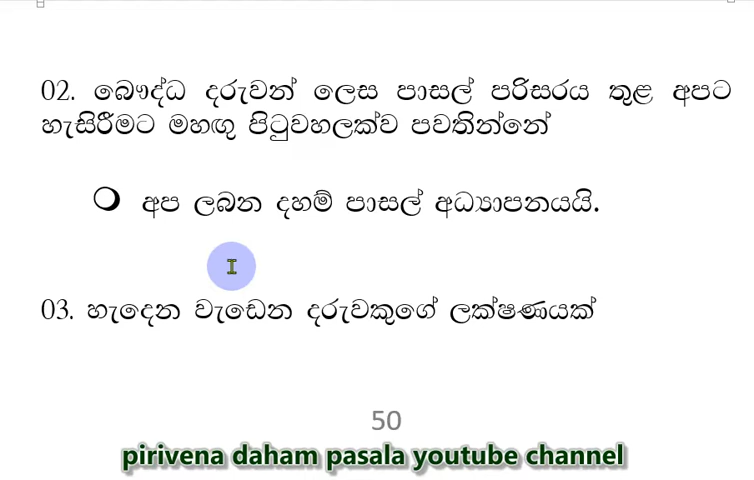 02. බෞද්ධ දරුවන් ලෙස පාසල් පරිසරය තුළ අපට
හැසිරීමට මහඟු පිටුවහලක්ව පවතින්නේ
අප ලබන දහම් පාසල් අධ්‍යාපනයයි.
03. හැදෙන වැඩෙන දරුවකුගේ ලක්ෂණයක්
50
pirivena daham pasala youtube channel